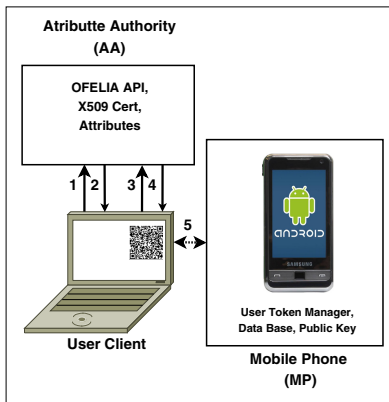 Atributte Authority
(AA)
OFELIA API,
X509 Cert,
Attributes
1
2
3
4
5
User Client
ANDROID
SAMSUNG
User Token Manager,
Data Base, Public Key
Mobile Phone
(MP)